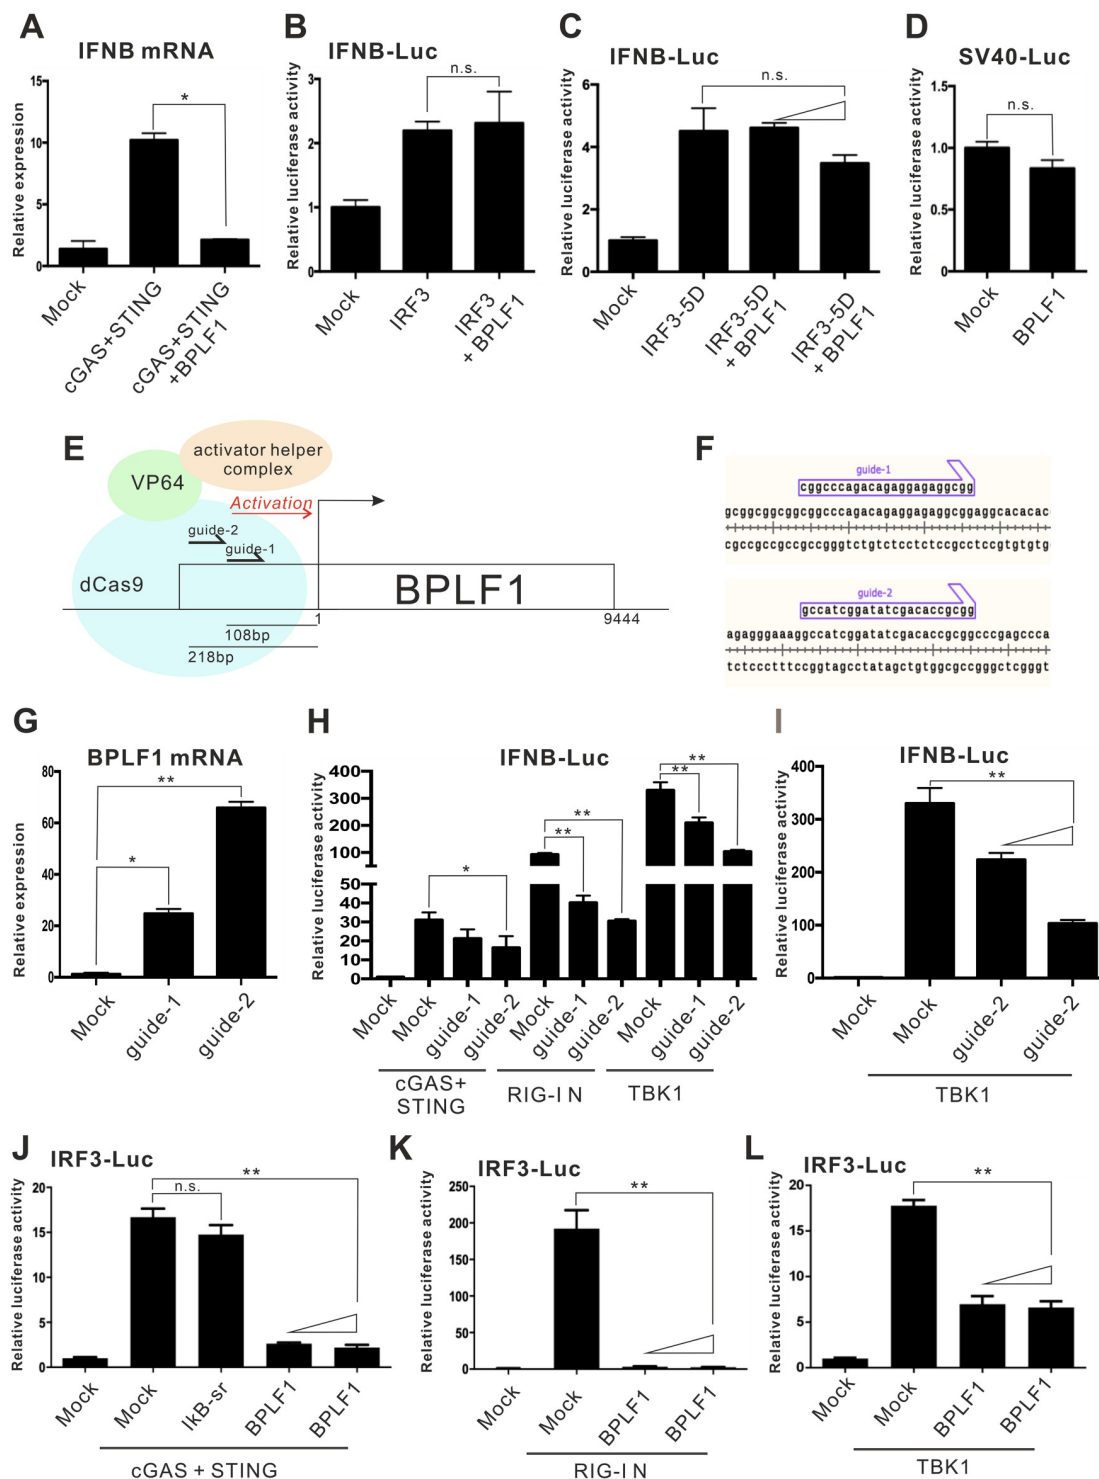 A
IFNB mRNA
Relative expression
15
10
5
0
*
Mock
cGAS+STING
cGAS+STING
+BPLF1
B
IFNB-Luc
Relative luciferase activity
3
2
1
0
n.s.
Mock
IRF3
IRF3
+ BPLF1
C
IFNB-Luc
Relative luciferase activity
6
4
2
0
n.s.
Mock
IRF3-5D
IRF3-5D
+ BPLF1
IRF3-5D
+ BPLF1
D
SV40-Luc
Relative luciferase activity
1.5
1.0
0.5
0.0
n.s.
Mock
BPLF1
E
activator helper
complex
VP64
Activation
guide-2
guide-1
dCas9
BPLF1
1
9444
108bp
218bp
F
guide-1
cggcccagacagaggagaggcgg
gcggcggcggcggcccagacagaggagaggcggaggcacacac
cgccgccgccgccgggtctgtctcctctccgcctccgtgtgtg
guide-2
gccatcggatatcgacaccgcgg
agagggaaaggccatcggatatcgacaccgcggcccgagccca
tctccctttccggtagcctatagctgtggcgccgggctcgggt
G
BPLF1 mRNA
Relative expression
80
60
40
20
0
**
*
Mock
guide-1
guide-2
H
IFNB-Luc
Relative luciferase activity
400
300
200
100
50
40
30
20
10
0
*
**
**
**
**
Mock
Mock
guide-1
guide-2
Mock
guide-1
guide-2
Mock
guide-1
guide-2
cGAS+
STING
RIG-I N
TBK1
I
IFNB-Luc
Relative luciferase activity
400
300
200
100
0
**
Mock
Mock
guide-2
guide-2
TBK1
J
IRF3-Luc
Relative luciferase activity
20
15
10
5
0
**
n.s.
Mock
Mock
IkB-sr
BPLF1
BPLF1
cGAS + STING
K
IRF3-Luc
Relative luciferase activity
250
200
150
100
50
0
**
Mock
Mock
BPLF1
BPLF1
RIG-I N
L
IRF3-Luc
Relative luciferase activity
20
15
10
5
0
**
Mock
Mock
BPLF1
BPLF1
TBK1